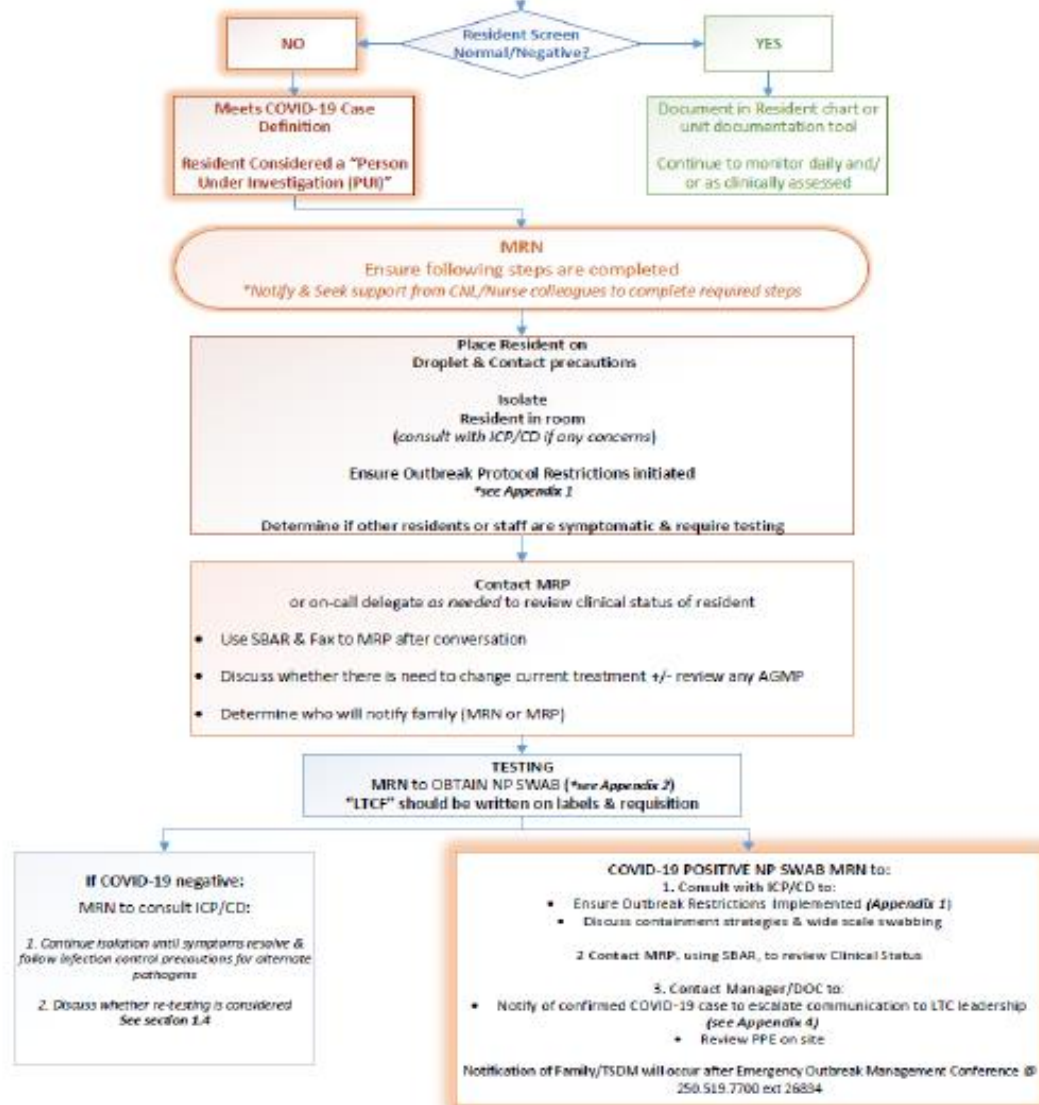 Resident Screen
Normal/Negative?
NO
YES
Meets COVID-19 Case
Definition
Resident Considered a "Person
Under Investigation (PUI)"
Document in Resident chart or
unit documentation tool
Continue to monitor daily and/
or as clinically assessed
MRN
Ensure following steps are completed
*Notify & Seek support from CNL/Nurse colleagues to complete required steps
Place Resident on
Droplet & Contact precautions
Isolate
Resident in room
(consult with ICP/CD if any concerns)
Ensure Outbreak Protocol Restrictions initiated
*see Appendix 1
Determine if other residents or staff are symptomatic & require testing
Contact MRP
or on-call delegate as needed to review clinical status of resident
• Use SBAR & Fax to MRP after conversation
• Discuss whether there is need to change current treatment +/- review any AGMP
• Determine who will notify family (MRN or MRP)
TESTING
MRN to OBTAIN NP SWAB (*see Appendix 2)
"LTCF" should be written on labels & requisition
If COVID-19 negative:
MRN to consult ICP/CD:
1. Continue isolation until symptoms resolve &
follow infection control precautions for alternate
pathogens
2. Discuss whether re-testing is considered
See section 1.4
COVID-19 POSITIVE NP SWAB MRN to:
1. Consult with ICP/CD to:
• Ensure Outbreak Restrictions Implemented (Appendix 1)
• Discuss containment strategies & wide scale swabbing
2 Contact MRP, using SBAR, to review Clinical Status
3. Contact Manager/DOC to:
• Notify of confirmed COVID-19 case to escalate communication to LTC leadership
(see Appendix 4)
• Review PPE on site
Notification of Family/TSDM will occur after Emergency Outbreak Management Conference @
250.519.7700 ext 26834